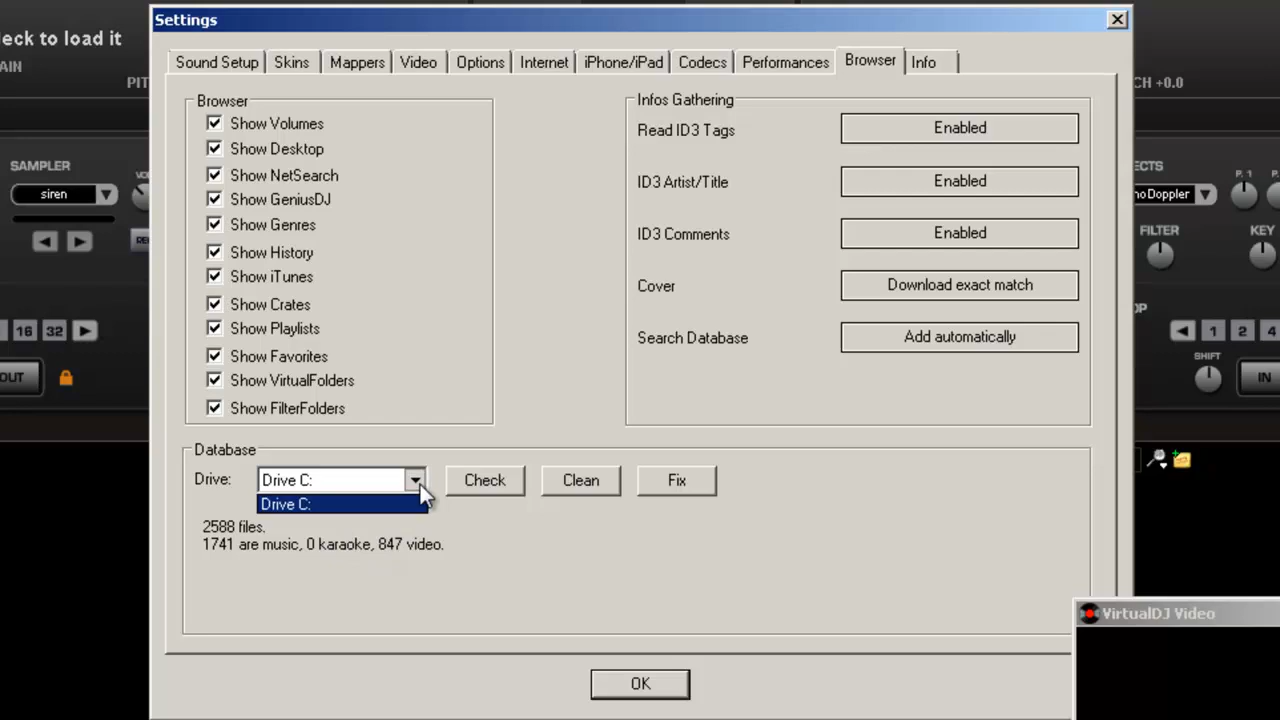 Settings
eck to load it
AIN
PIT
CH +0.0
Sound Setup
Skins
Mappers
Video
Options
Internet
iPhone/iPad
Codecs
Performances
Browser
Info
Browser
Show Volumes
Show Desktop
Show NetSearch
Show GeniusDJ
Show Genres
Show History
Show iTunes
Show Crates
Show Playlists
Show Favorites
Show VirtualFolders
Show FilterFolders
Infos Gathering
Read ID3 Tags
Enabled
ID3 Artist/Title
Enabled
ID3 Comments
Enabled
Cover
Download exact match
Search Database
Add automatically
SAMPLER
siren
VO
RE
16
32
OUT
ECTS
P. 1
P.
noDoppler
FILTER
KEY
OP
1
2
4
SHIFT
IN
Database
Drive:
Drive C:
Check
Clean
Fix
Drive C:
2588 files.
1741 are music, 0 karaoke, 847 video.
VirtualDJ Video
OK